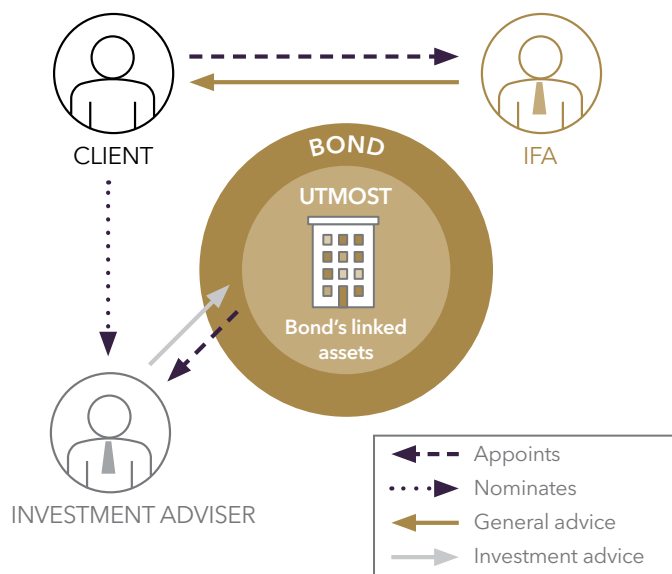 CLIENT
IFA
BOND
UTMOST
Bond's linked
assets
INVESTMENT ADVISER
Appoints
Nominates
General advice
Investment advice